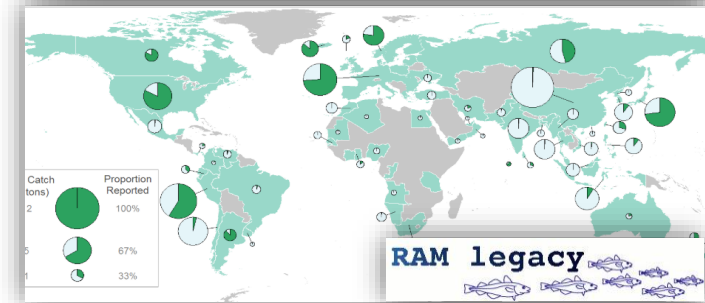 Catch
tons)
Proportion
Reported
2
100%
5
67%
1
33%
RAM legacy